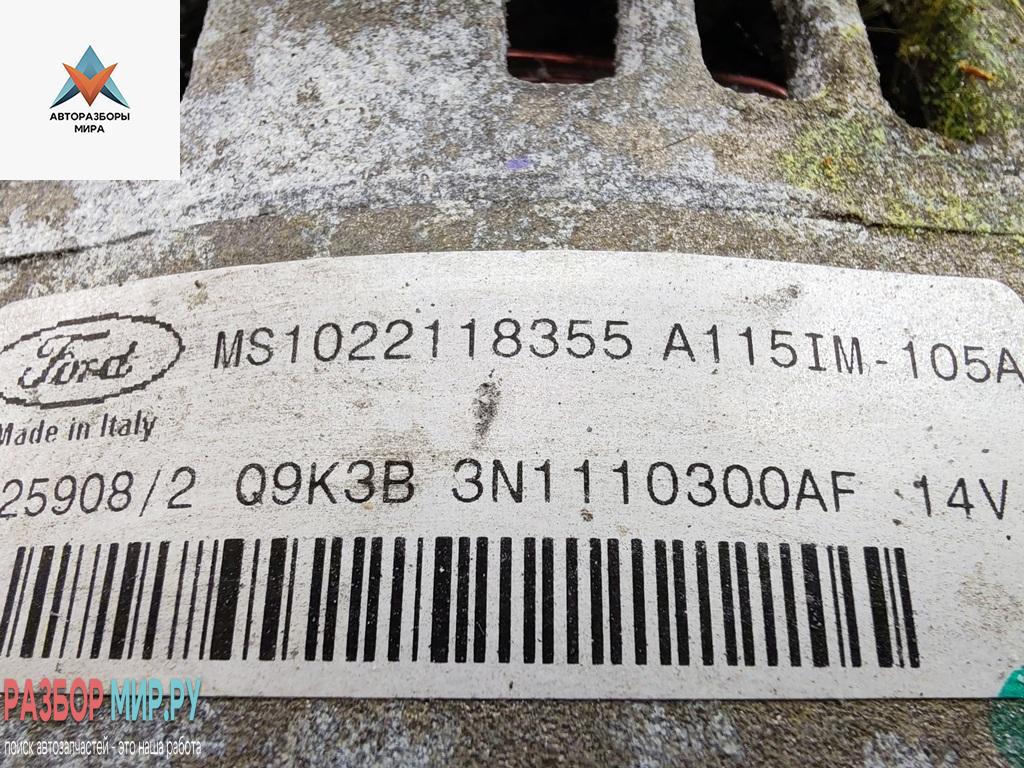 АВТОРАЗБОРЫ
МИРА
Ford
MS1022118355 A115IM-105A
Made in Italy
25908/2 Q9K3B 3N1110300AF 14V
РАЗБОР МИР.РУ
поиск автозапчастей - это наша работа